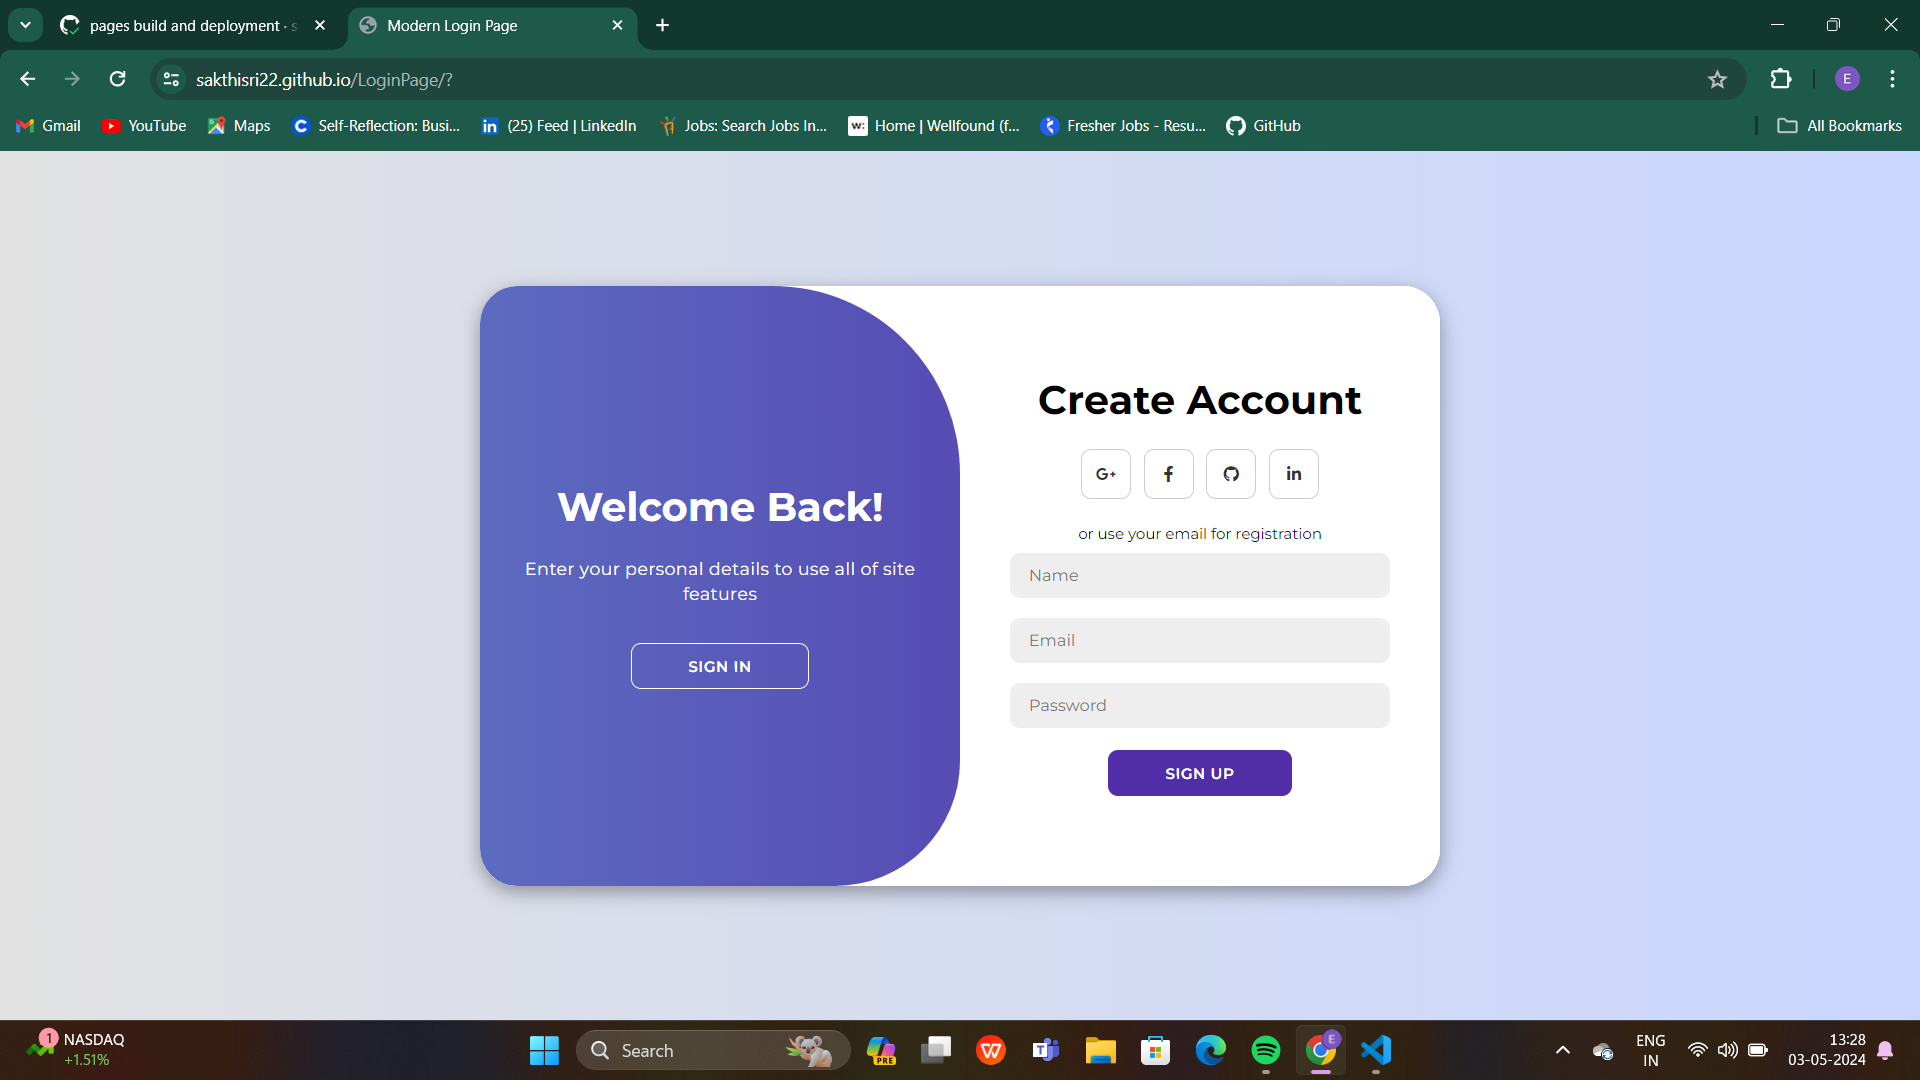 pages build and deployment · s
Modern Login Page
sakthisri22.github.io/LoginPage/?
E
Gmail
YouTube
Maps
Self-Reflection: Busi...
(25) Feed | LinkedIn
Jobs: Search Jobs In...
Home | Wellfound (f...
Fresher Jobs - Resu...
GitHub
All Bookmarks
Welcome Back!
Enter your personal details to use all of site
features
SIGN IN
Create Account
G+
f
in
or use your email for registration
Name
Email
Password
SIGN UP
1
NASDAQ
+1.51%
Search
PRE
E
ENG
IN
13:28
03-05-2024